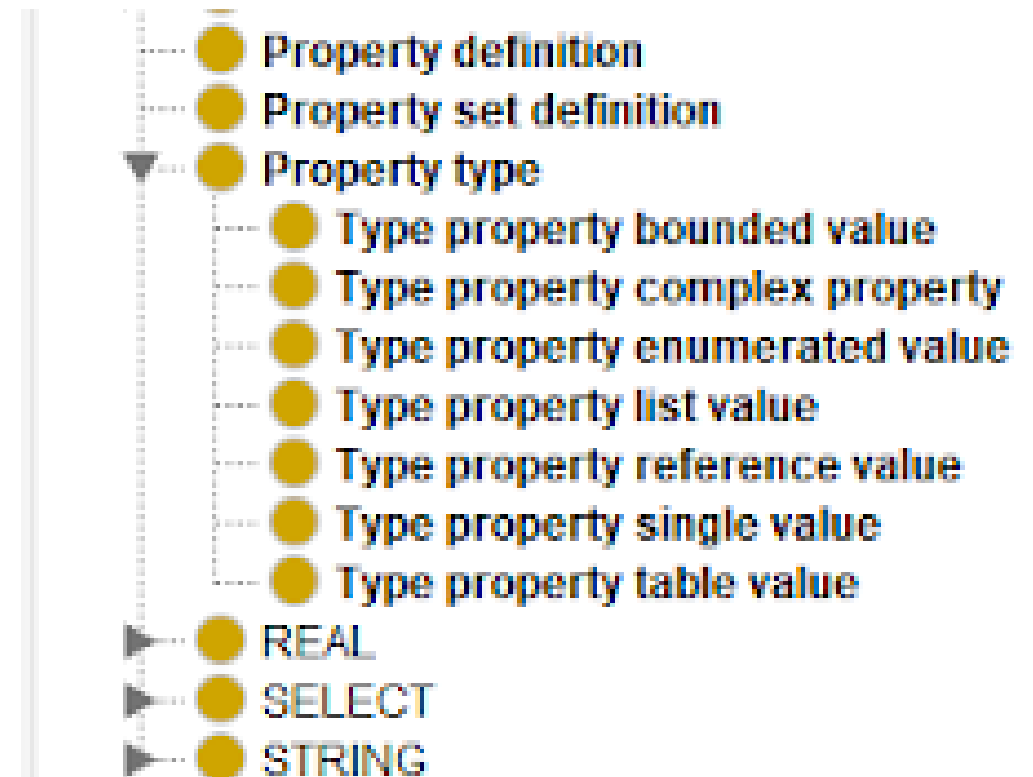 Property definition
Property set definition
Property type
Type property bounded value
Type property complex property
Type property enumerated value
Type property list value
Type property reference value
Type property single value
Type property table value
REAL
SELECT
STRING